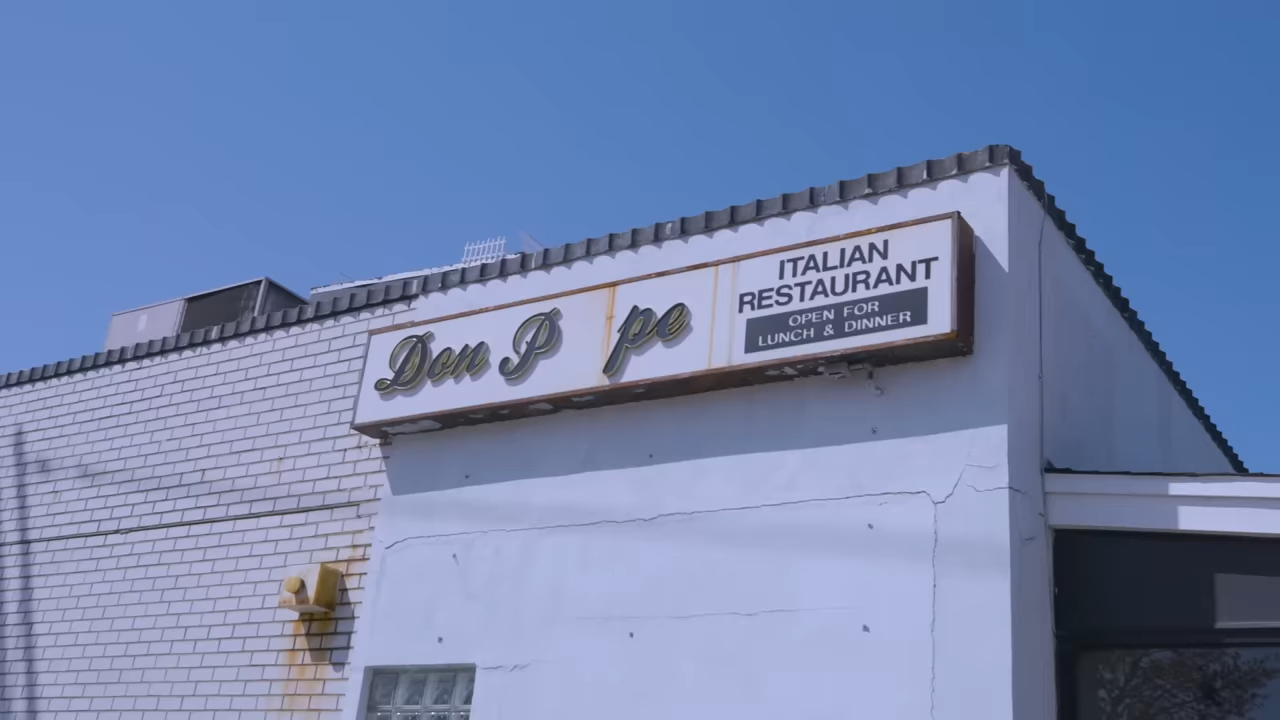 Don P pe
ITALIAN
RESTAURANT
OPEN FOR
LUNCH & DINNER